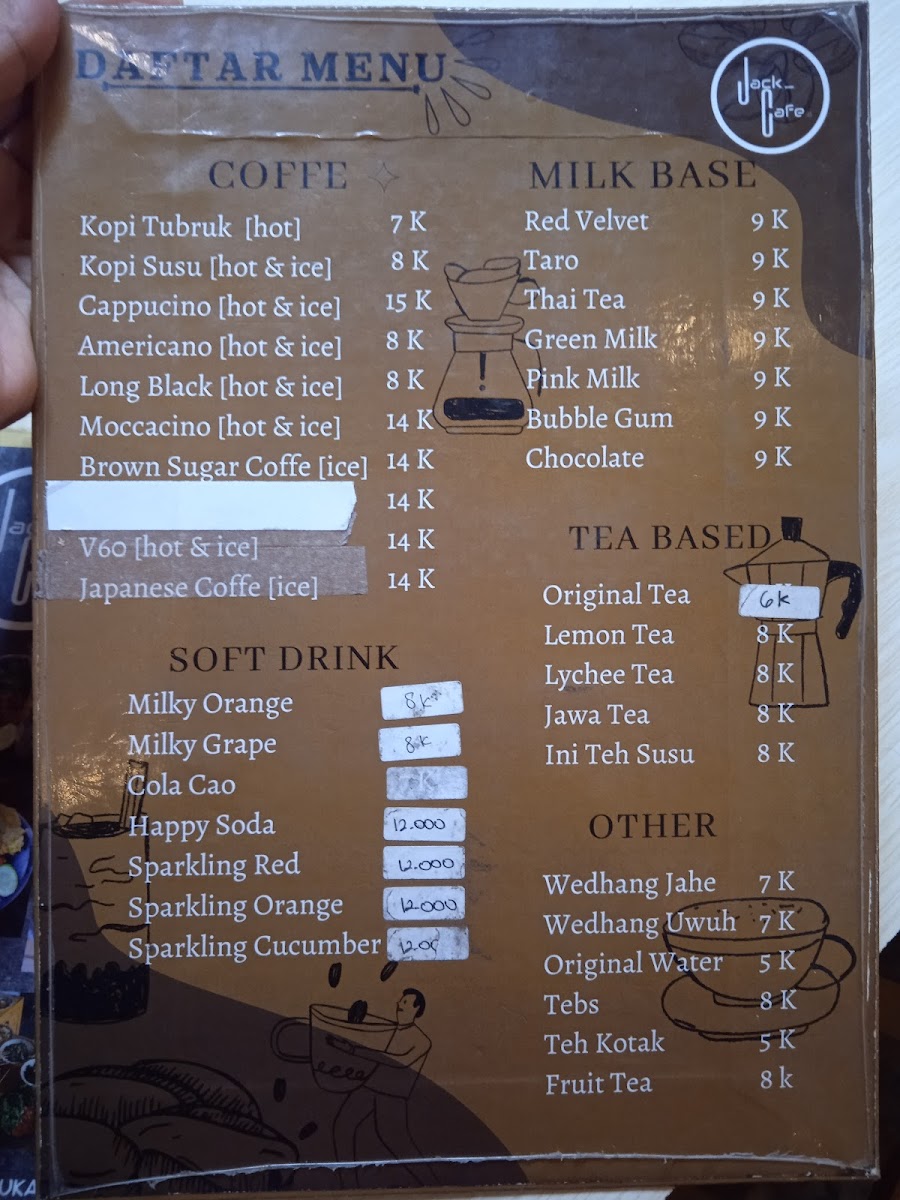 DAFTAR MENU
Jack_
Cafe
COFFE
Kopi Tubruk [hot] 7 K
Kopi Susu [hot & ice] 8 K
Cappucino [hot & ice] 15 K
Americano [hot & ice] 8 K
Long Black [hot & ice] 8 K
Moccacino [hot & ice] 14 K
Brown Sugar Coffe [ice] 14 K
14 K
V60 [hot & ice] 14 K
Japanese Coffe [ice] 14 K
SOFT DRINK
Milky Orange 8k
Milky Grape 8k
Cola Cao K
Happy Soda 12.000
Sparkling Red 12.000
Sparkling Orange 12.000
Sparkling Cucumber
MILK BASE
Red Velvet 9 K
Taro 9 K
Thai Tea 9 K
Green Milk 9 K
Pink Milk 9 K
Bubble Gum 9 K
Chocolate 9 K
TEA BASED
Original Tea 6k
Lemon Tea 8 K
Lychee Tea 8 K
Jawa Tea 8 K
Ini Teh Susu 8 K
OTHER
Wedhang Jahe 7 K
Wedhang Uwuh 7 K
Original Water 5 K
Tebs 8 K
Teh Kotak 5 K
Fruit Tea 8 k
UKA